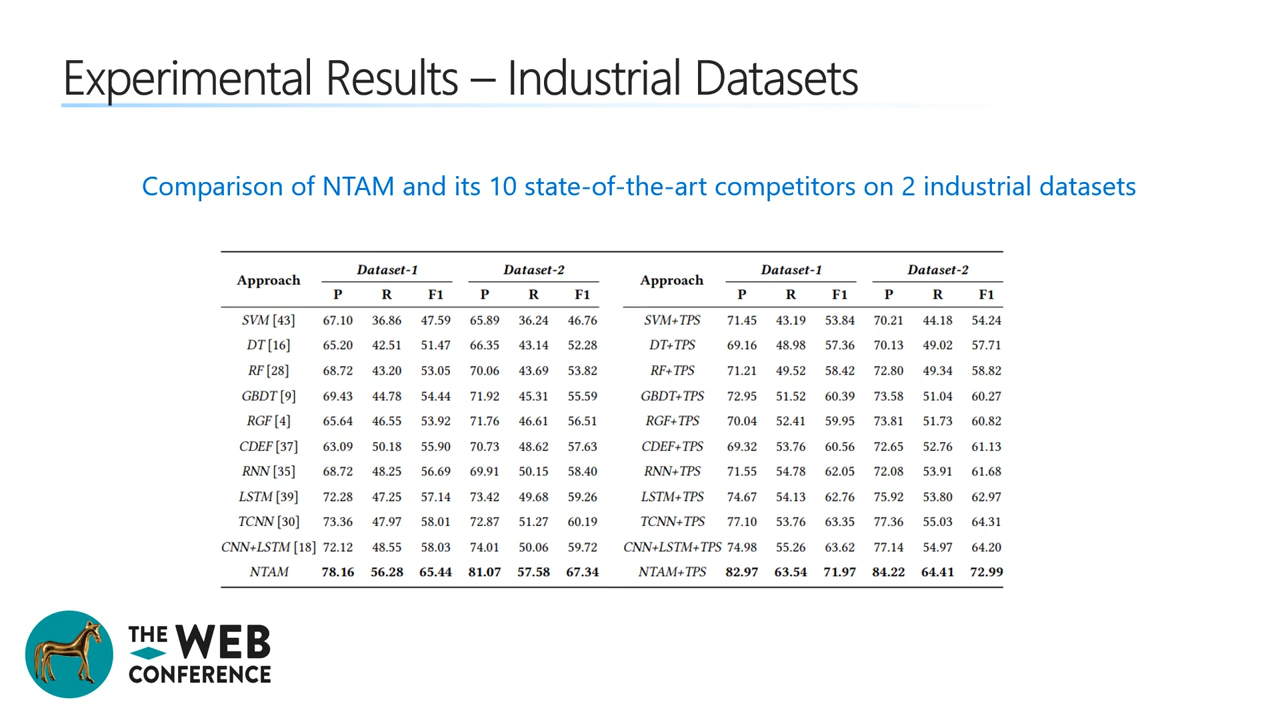 Experimental Results – Industrial Datasets
Comparison of NTAM and its 10 state-of-the-art competitors on 2 industrial datasets
Approach Dataset-1 Dataset-2 Approach Dataset-1 Dataset-2
P R F1 P R F1 P R F1 P R F1
SVM [43] 67.10 36.86 47.59 65.89 36.24 46.76 SVM+TPS 71.45 43.19 53.84 70.21 44.18 54.24
DT [16] 65.20 42.51 51.47 66.35 43.14 52.28 DT+TPS 69.16 48.98 57.36 70.13 49.02 57.71
RF [28] 68.72 43.20 53.05 70.06 43.69 53.82 RF+TPS 71.21 49.52 58.42 72.80 49.34 58.82
GBDT [9] 69.43 44.78 54.44 71.92 45.31 55.59 GBDT+TPS 72.95 51.52 60.39 73.58 51.04 60.27
RGF [4] 65.64 46.55 53.92 71.76 46.61 56.51 RGF+TPS 70.04 52.41 59.95 73.81 51.73 60.82
CDEF [37] 63.09 50.18 55.90 70.73 48.62 57.63 CDEF+TPS 69.32 53.76 60.56 72.65 52.76 61.13
RNN [35] 68.72 48.25 56.69 69.91 50.15 58.40 RNN+TPS 71.55 54.78 62.05 72.08 53.91 61.68
LSTM [39] 72.28 47.25 57.14 73.42 49.68 59.26 LSTM+TPS 74.67 54.13 62.76 75.92 53.80 62.97
TCNN [30] 73.36 47.97 58.01 72.87 51.27 60.19 TCNN+TPS 77.10 53.76 63.35 77.36 55.03 64.31
CNN+LSTM [18] 72.12 48.55 58.03 74.01 50.06 59.72 CNN+LSTM+TPS 74.98 55.26 63.62 77.14 54.97 64.20
NTAM 78.16 56.28 65.44 81.07 57.58 67.34 NTAM+TPS 82.97 63.54 71.97 84.22 64.41 72.99
THE WEB
CONFERENCE